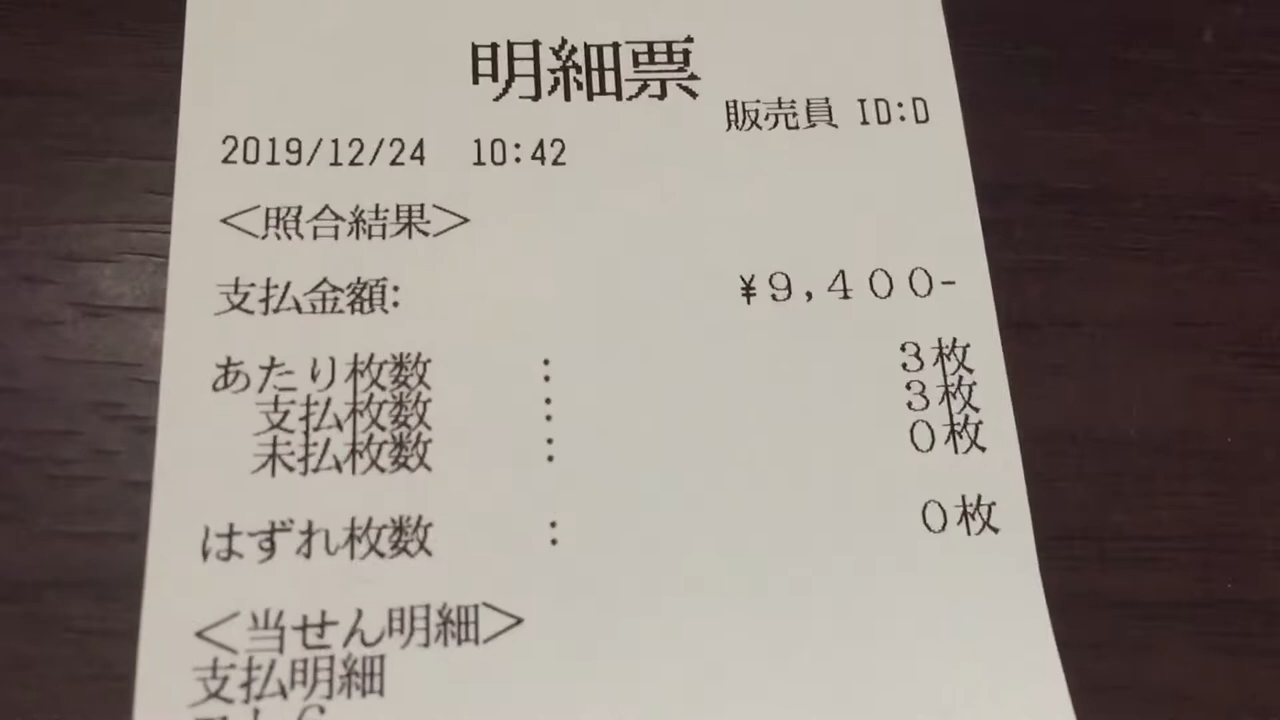 明細票
販売員 ID:D
2019/12/24 10:42
＜照合結果＞
支払金額: ¥9,400-
あたり枚数 : 3枚
支払枚数 : 3枚
未払枚数 : 0枚
はずれ枚数 : 0枚
＜当せん明細＞
支払明細